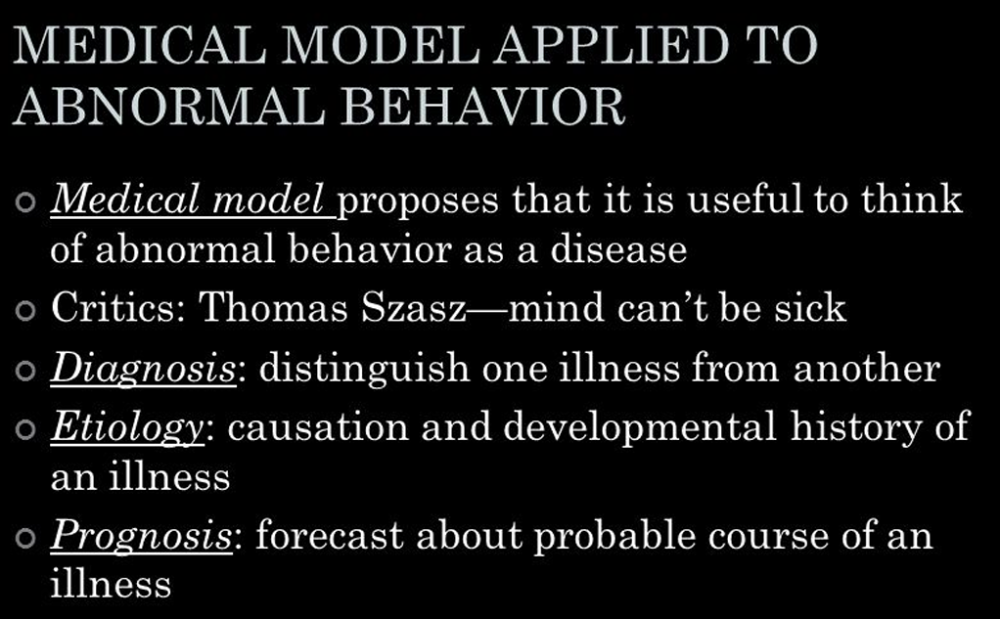 MEDICAL MODEL APPLIED TO
ABNORMAL BEHAVIOR
Medical model proposes that it is useful to think
of abnormal behavior as a disease
Critics: Thomas Szasz—mind can’t be sick
Diagnosis: distinguish one illness from another
Etiology: causation and developmental history of
an illness
Prognosis: forecast about probable course of an
illness